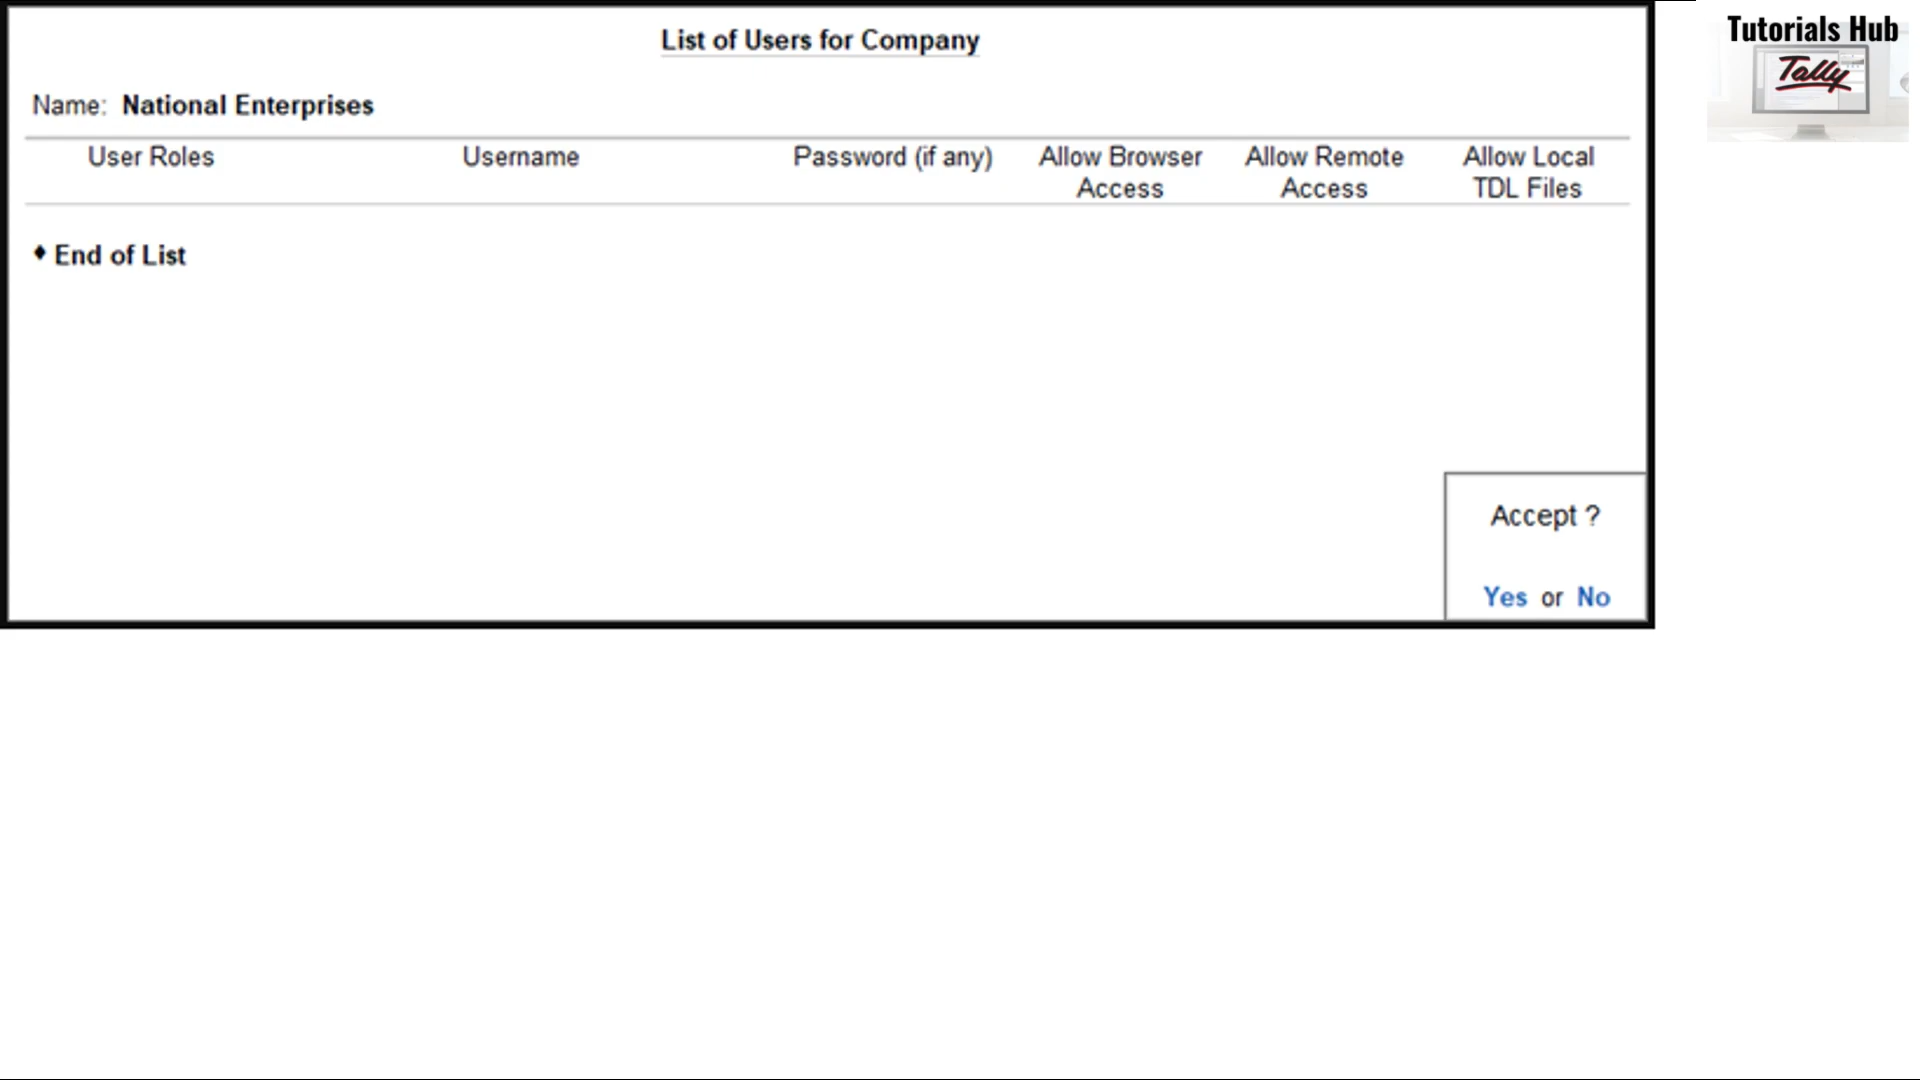 List of Users for Company
Tutorials Hub
Tally
Name: National Enterprises
User Roles Username Password (if any) Allow Browser Access Allow Remote Access Allow Local TDL Files
♦ End of List
Accept ?
Yes or No